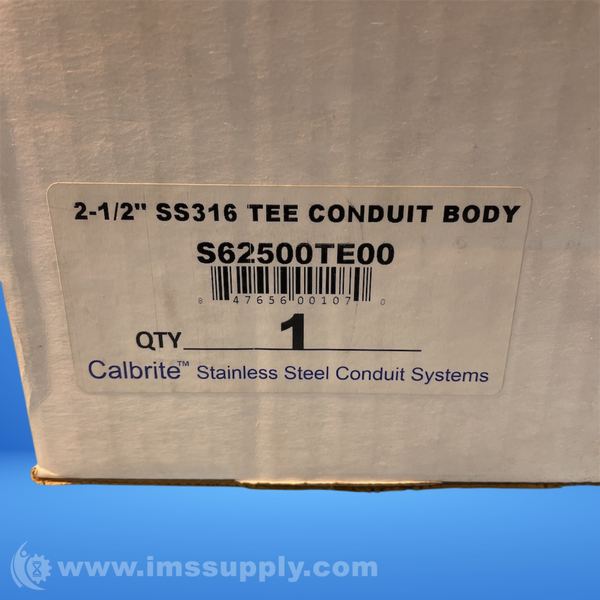 2-1/2" SS316 TEE CONDUIT BODY
S62500TE00
8 47656 00107 0
QTY 1
Calbrite™ Stainless Steel Conduit Systems
www.imssupply.com